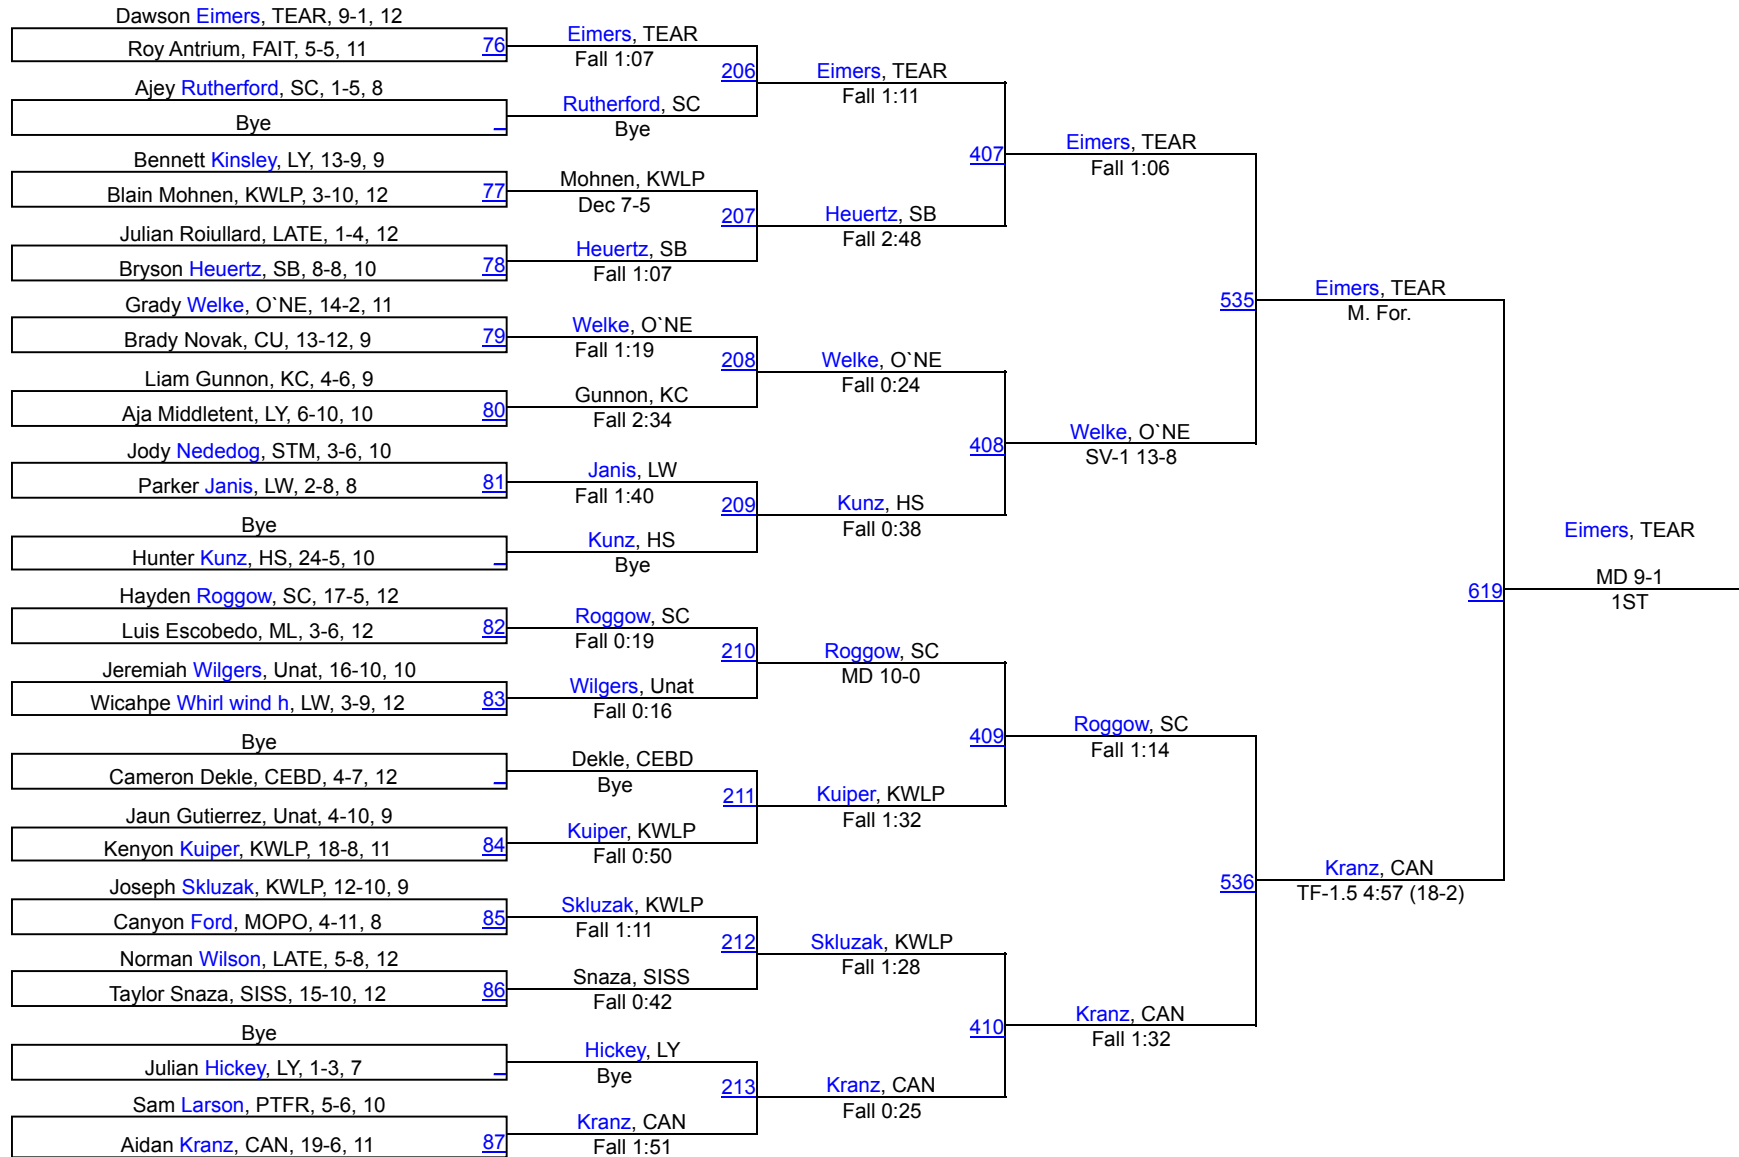 Dawson Eimers, TEAR, 9-1, 12
Roy Antrium, FAIT, 5-5, 11
76
Ajey Rutherford, SC, 1-5, 8
Bye
Bennett Kinsley, LY, 13-9, 9
Blain Mohnen, KWLP, 3-10, 12
77
Julian Roiullard, LATE, 1-4, 12
Bryson Heuertz, SB, 8-8, 10
78
Grady Welke, O`NE, 14-2, 11
Brady Novak, CU, 13-12, 9
79
Liam Gunnon, KC, 4-6, 9
Aja Middletent, LY, 6-10, 10
80
Jody Nededog, STM, 3-6, 10
Parker Janis, LW, 2-8, 8
81
Bye
Hunter Kunz, HS, 24-5, 10
Hayden Roggow, SC, 17-5, 12
Luis Escobedo, ML, 3-6, 12
82
Jeremiah Wilgers, Unat, 16-10, 10
Wicahpe Whirl wind h, LW, 3-9, 12
83
Bye
Cameron Dekle, CEBD, 4-7, 12
Jaun Gutierrez, Unat, 4-10, 9
Kenyon Kuiper, KWLP, 18-8, 11
84
Joseph Skluzak, KWLP, 12-10, 9
Canyon Ford, MOPO, 4-11, 8
85
Norman Wilson, LATE, 5-8, 12
Taylor Snaza, SISS, 15-10, 12
86
Bye
Julian Hickey, LY, 1-3, 7
Sam Larson, PTFR, 5-6, 10
Aidan Kranz, CAN, 19-6, 11
87
Eimers, TEAR
Fall 1:07
206
Rutherford, SC
Bye
Mohnen, KWLP
Dec 7-5
207
Heuertz, SB
Fall 1:07
Welke, O`NE
Fall 1:19
208
Gunnon, KC
Fall 2:34
Janis, LW
Fall 1:40
209
Kunz, HS
Bye
Roggow, SC
Fall 0:19
210
Wilgers, Unat
Fall 0:16
Dekle, CEBD
Bye
211
Kuiper, KWLP
Fall 0:50
Skluzak, KWLP
Fall 1:11
212
Snaza, SISS
Fall 0:42
Hickey, LY
Bye
213
Kranz, CAN
Fall 1:51
Eimers, TEAR
Fall 1:11
407
Heuertz, SB
Fall 2:48
Welke, O`NE
Fall 0:24
408
Kunz, HS
Fall 0:38
Roggow, SC
MD 10-0
409
Kuiper, KWLP
Fall 1:32
Skluzak, KWLP
Fall 1:28
410
Kranz, CAN
Fall 0:25
Eimers, TEAR
Fall 1:06
535
Welke, O`NE
SV-1 13-8
Roggow, SC
Fall 1:14
536
Kranz, CAN
Fall 1:32
Eimers, TEAR
M. For.
619
Kranz, CAN
TF-1.5 4:57 (18-2)
Eimers, TEAR
MD 9-1
1ST